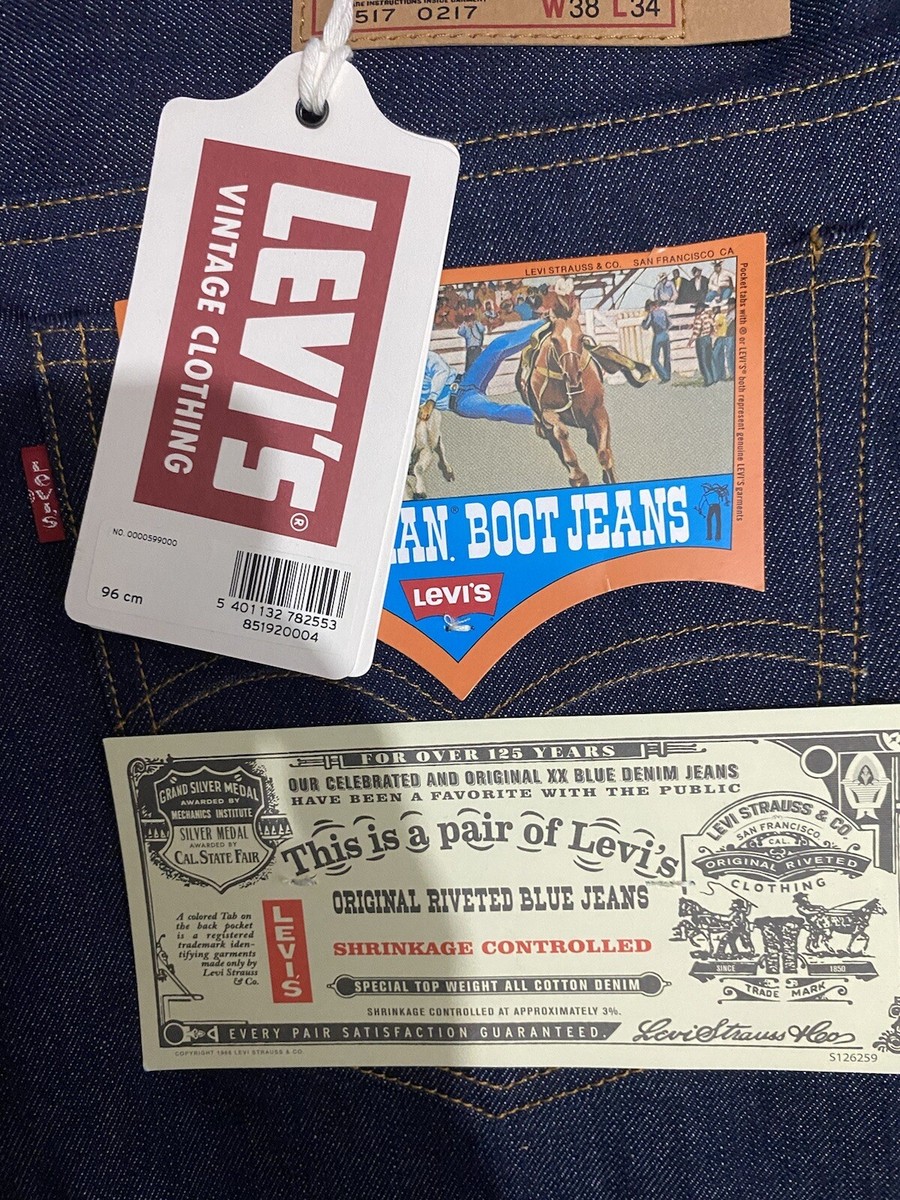 ARE INSTRUCTIONS INSIDE GARMENT
517 0217 W38 L34
LEVI'S®
VINTAGE CLOTHING
NO. 0000599000
96 cm
5 401132 782553
851920004
LEVI STRAUSS & CO. SAN FRANCISCO CA
Pocket tabs with ® or LEVI'S® both represent genuine LEVI'S garments
AN® BOOT JEANS
LEVI'S
LEVI'S
FOR OVER 125 YEARS
OUR CELEBRATED AND ORIGINAL XX BLUE DENIM JEANS
HAVE BEEN A FAVORITE WITH THE PUBLIC
GRAND SILVER MEDAL
AWARDED BY
MECHANICS INSTITUTE
SILVER MEDAL
AWARDED BY
CAL. STATE FAIR
This is a pair of Levi's
ORIGINAL RIVETED BLUE JEANS
SHRINKAGE CONTROLLED
SPECIAL TOP WEIGHT ALL COTTON DENIM
SHRINKAGE CONTROLLED AT APPROXIMATELY 3%.
A colored Tab on
the back pocket
is a registered
trademark iden-
tifying garments
made only by
Levi Strauss
& Co.
LEVI'S
LEVI STRAUSS & CO.
SAN FRANCISCO,
CAL.
ORIGINAL RIVETED
CLOTHING
SINCE 1850
TRADE MARK
EVERY PAIR SATISFACTION GUARANTEED.
Levi Strauss & Co
S126259